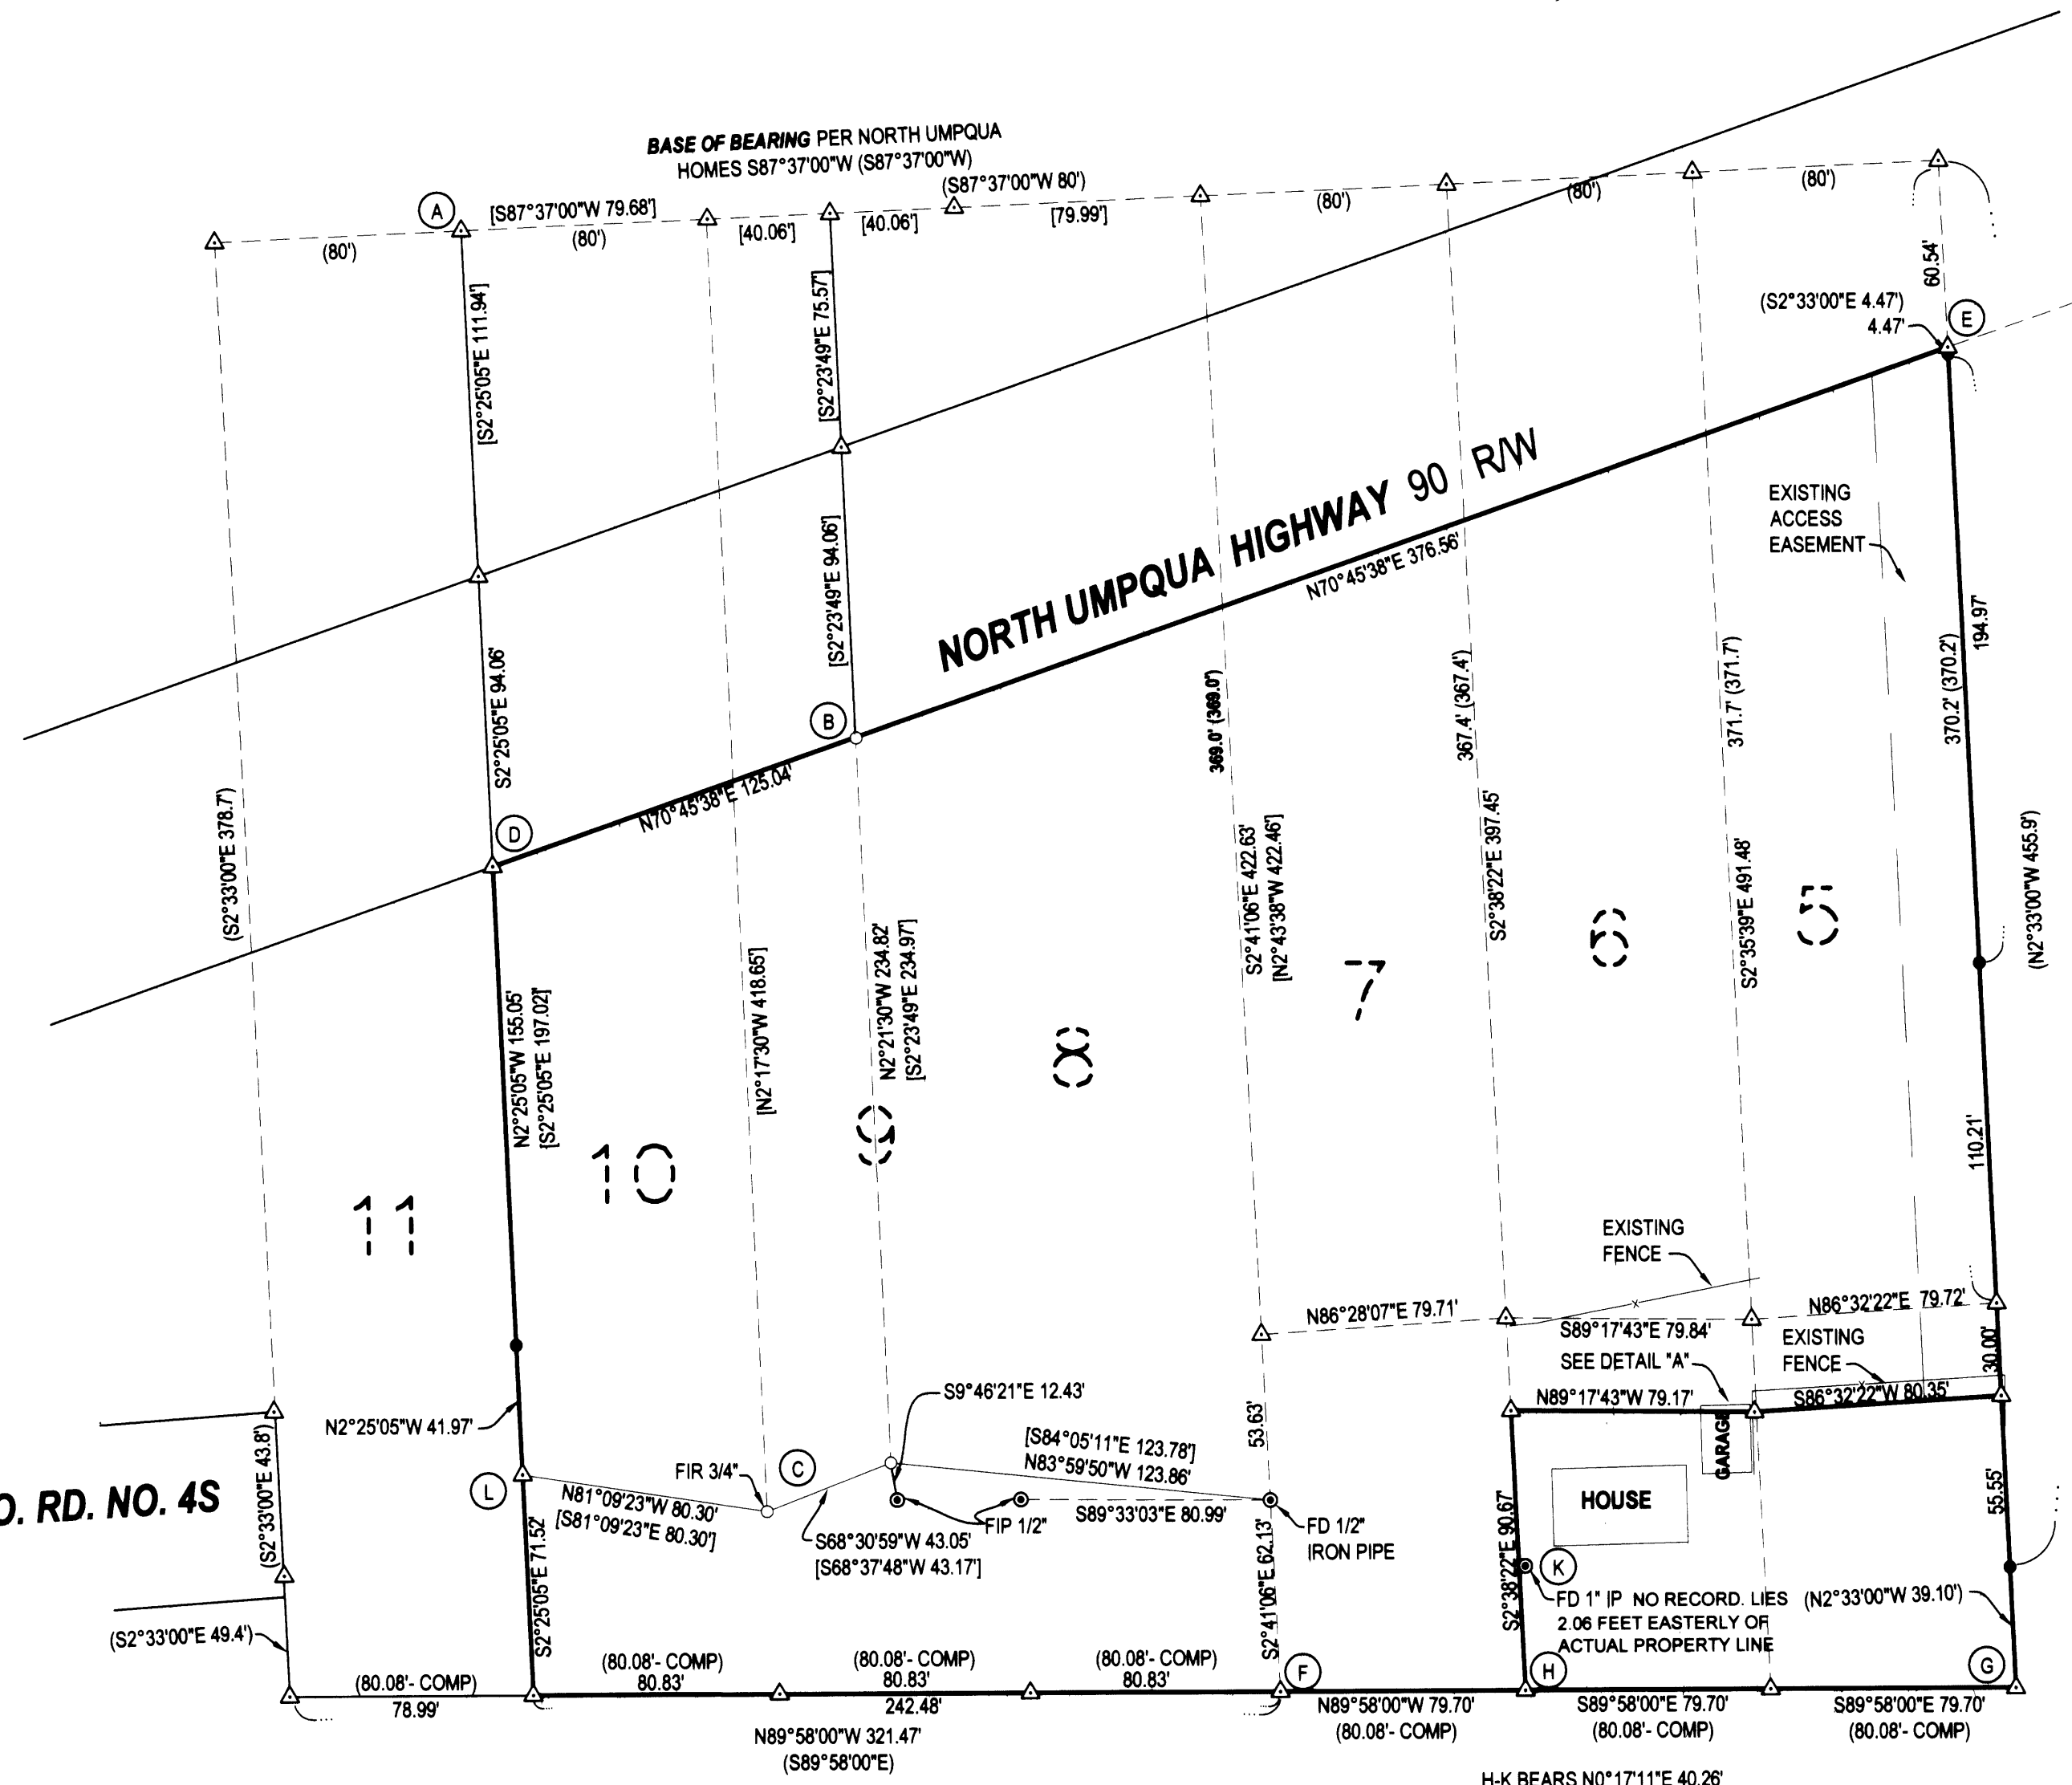 BASE OF BEARING PER NORTH UMPQUA
HOMES S87°37'00"W (S87°37'00"W)
(S87°37'00"W 80')
A
[S87°37'00"W 79.68']
(80')
(80')
[40.06']
[40.06']
[79.99']
(80')
(80')
(80')
60.54'
(S2°33'00"E 4.47')
4.47'
E
[S2°25'05"E 111.94']
[S2°23'49"E 75.57']
[S2°23'49"E 94.06']
S2°25'05"E 94.06'
NORTH UMPQUA HIGHWAY 90 R/W
N70°45'38"E 376.56'
EXISTING
ACCESS
EASEMENT
194.97'
370.2' (370.2')
B
N70°45'38"E 125.04'
D
(S2°33'00"E 378.7')
369.0' (369.0')
367.4' (367.4')
371.7' (371.7')
S2°41'06"E 422.63'
[N2°43'38"W 422.46']
S2°38'22"E 397.45'
S2°35'39"E 491.48'
(N2°33'00"W 455.9')
N2°25'05"W 155.05'
[S2°25'05"E 197.02']
[N2°17'30"W 418.65']
N2°21'30"W 234.82'
[S2°23'49"E 234.97']
5
6
7
8
9
10
11
110.21'
EXISTING
FENCE
N86°28'07"E 79.71'
N86°32'22"E 79.72'
S89°17'43"E 79.84'
SEE DETAIL "A"
EXISTING
FENCE
30.00'
N89°17'43"W 79.17'
S86°32'22"W 80.35'
S9°46'21"E 12.43'
N2°25'05"W 41.97'
53.63'
(S2°33'00"E 43.8')
[S84°05'11"E 123.78']
N83°59'50"W 123.86'
FIR 3/4"
C
GARAGE
HOUSE
L
O. RD. NO. 4S
N81°09'23"W 80.30'
[S81°09'23"E 80.30']
S68°30'59"W 43.05'
[S68°37'48"W 43.17']
FIP 1/2"
S89°33'03"E 80.99'
FD 1/2"
IRON PIPE
55.55'
S2°25'05"E 71.52'
S2°41'06"E 62.13'
S2°38'22"E 90.67'
K
FD 1" IP NO RECORD. LIES
2.06 FEET EASTERLY OF
ACTUAL PROPERTY LINE
(N2°33'00"W 39.10')
(S2°33'00"E 49.4')
F
H
G
(80.08'- COMP)
78.99'
(80.08'- COMP)
80.83'
(80.08'- COMP)
80.83'
(80.08'- COMP)
80.83'
242.48'
N89°58'00"W 321.47'
(S89°58'00"E)
N89°58'00"W 79.70'
(80.08'- COMP)
S89°58'00"E 79.70'
(80.08'- COMP)
S89°58'00"E 79.70'
(80.08'- COMP)
H-K BEARS N0°17'11"E 40.26'